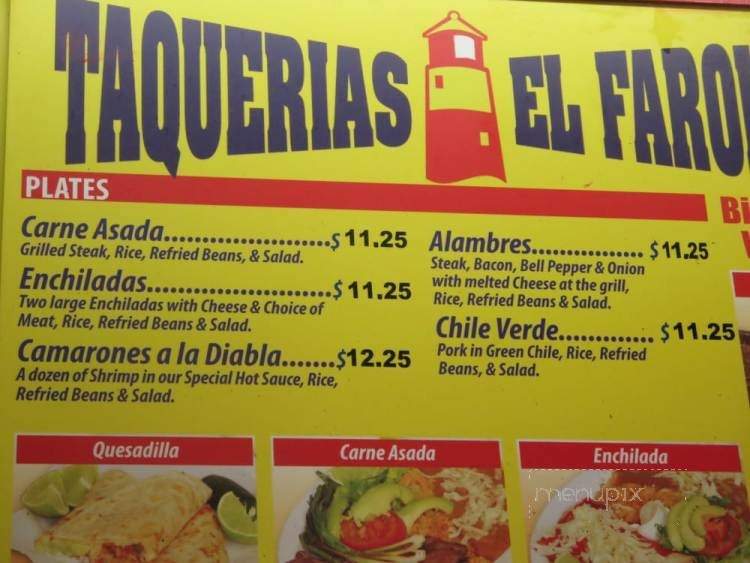 TAQUERIAS EL FARO
PLATES
Carne Asada..............................$ 11.25
Grilled Steak, Rice, Refried Beans, & Salad.
Enchiladas.................................$ 11.25
Two large Enchiladas with Cheese & Choice of
Meat, Rice, Refried Beans & Salad.
Camarones a la Diabla.......$12.25
A dozen of Shrimp in our Special Hot Sauce, Rice,
Refried Beans & Salad.
Alambres................ $11.25
Steak, Bacon, Bell Pepper & Onion
with melted Cheese at the grill,
Rice, Refried Beans & Salad.
Chile Verde.............. $11.25
Pork in Green Chile, Rice, Refried
Beans, & Salad.
Bi
Quesadilla
Carne Asada
Enchilada
menupix